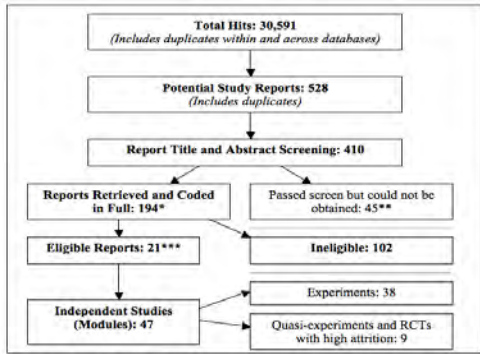 Total Hits: 30,591
(Includes duplicates within and across databases)
Potential Study Reports: 528
(Includes duplicates)
Report Title and Abstract Screening: 410
Reports Retrieved and Coded
in Full: 194*
Passed screen but could not be
obtained: 45**
Eligible Reports: 21***
Ineligible: 102
Independent Studies
(Modules): 47
Experiments: 38
Quasi-experiments and RCTs
with high attrition: 9